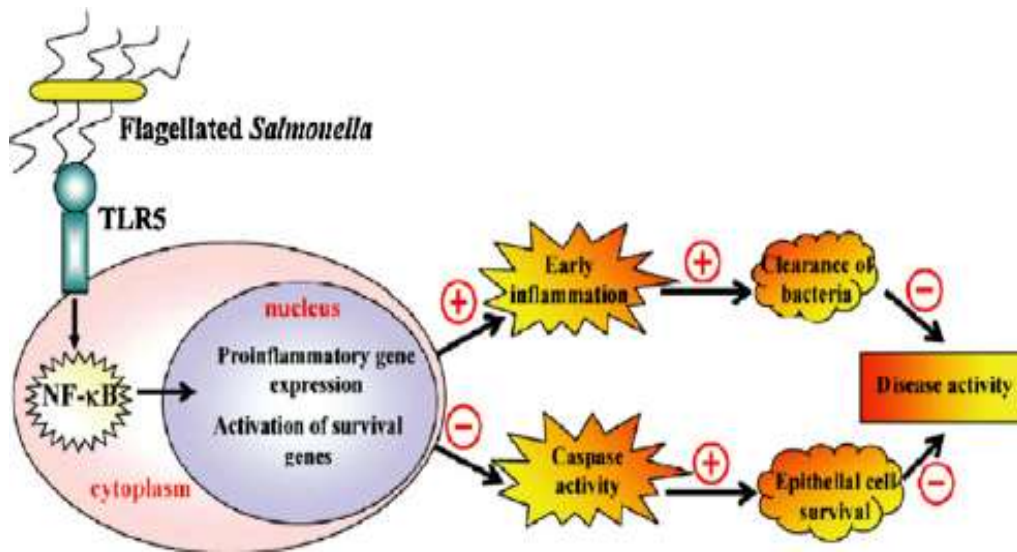 Flagellated Salmonella
TLR5
nucleus
Proinflammatory gene
expression
Activation of survival
genes
NF-κB
cytoplasm
+
Early
inflammation
+
Clearance of
bacteria
−
Disease activity
−
Caspase
activity
+
Epithelial cell
survival
−